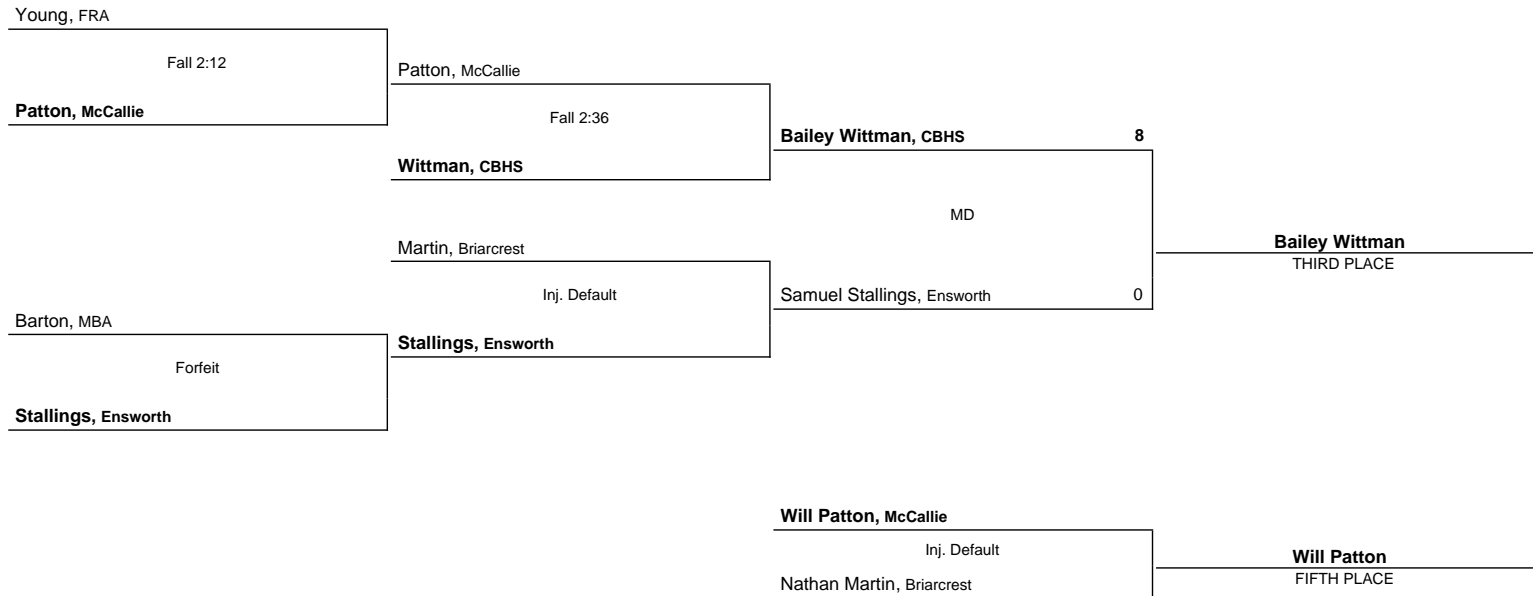 Young, FRA
Fall 2:12
Patton, McCallie
Patton, McCallie
Fall 2:36
Wittman, CBHS
Bailey Wittman, CBHS 8
MD
Samuel Stallings, Ensworth 0
Bailey Wittman
THIRD PLACE
Martin, Briarcrest
Inj. Default
Stallings, Ensworth
Barton, MBA
Forfeit
Stallings, Ensworth
Will Patton, McCallie
Inj. Default
Nathan Martin, Briarcrest
Will Patton
FIFTH PLACE